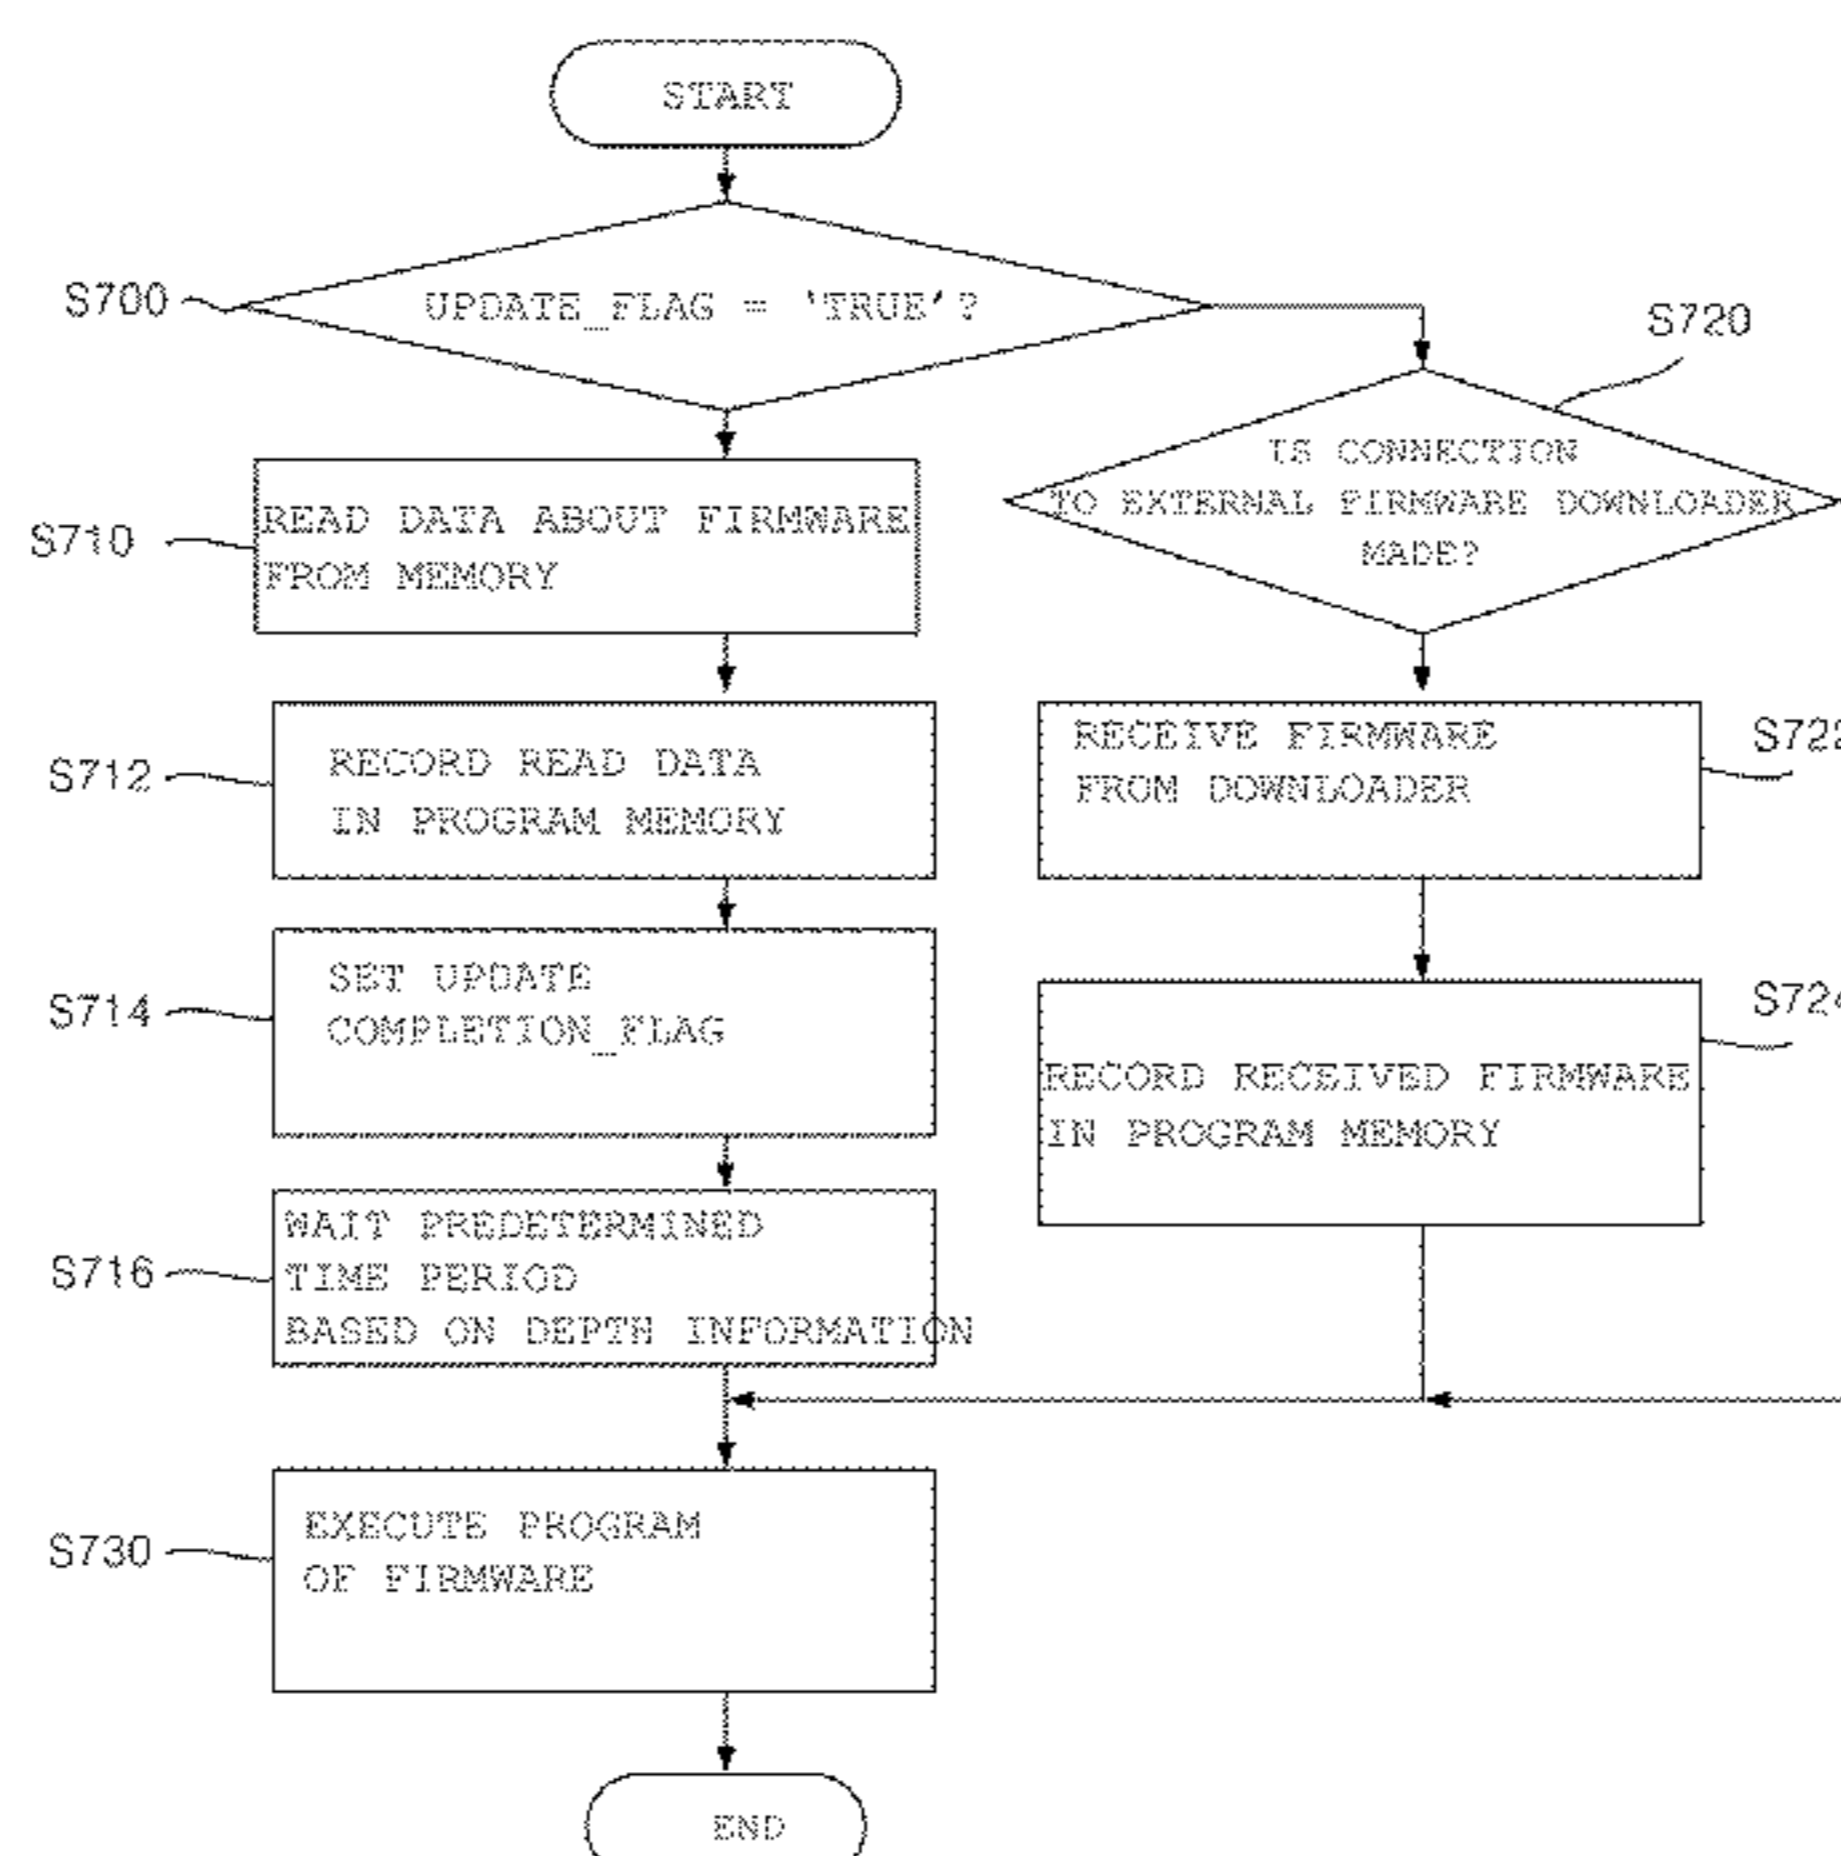 START
S700
UPDATE_FLAG = 'TRUE'?
S720
IS CONNECTION
TO EXTERNAL FIRMWARE DOWNLOADER
MADE?
S710
READ DATA ABOUT FIRMWARE
FROM MEMORY
S712
RECORD READ DATA
IN PROGRAM MEMORY
RECEIVE FIRMWARE
FROM DOWNLOADER
S722
S714
SET UPDATE
COMPLETION_FLAG
S724
RECORD RECEIVED FIRMWARE
IN PROGRAM MEMORY
S716
WAIT PREDETERMINED
TIME PERIOD
BASED ON DEPTH INFORMATION
S730
EXECUTE PROGRAM
OF FIRMWARE
END